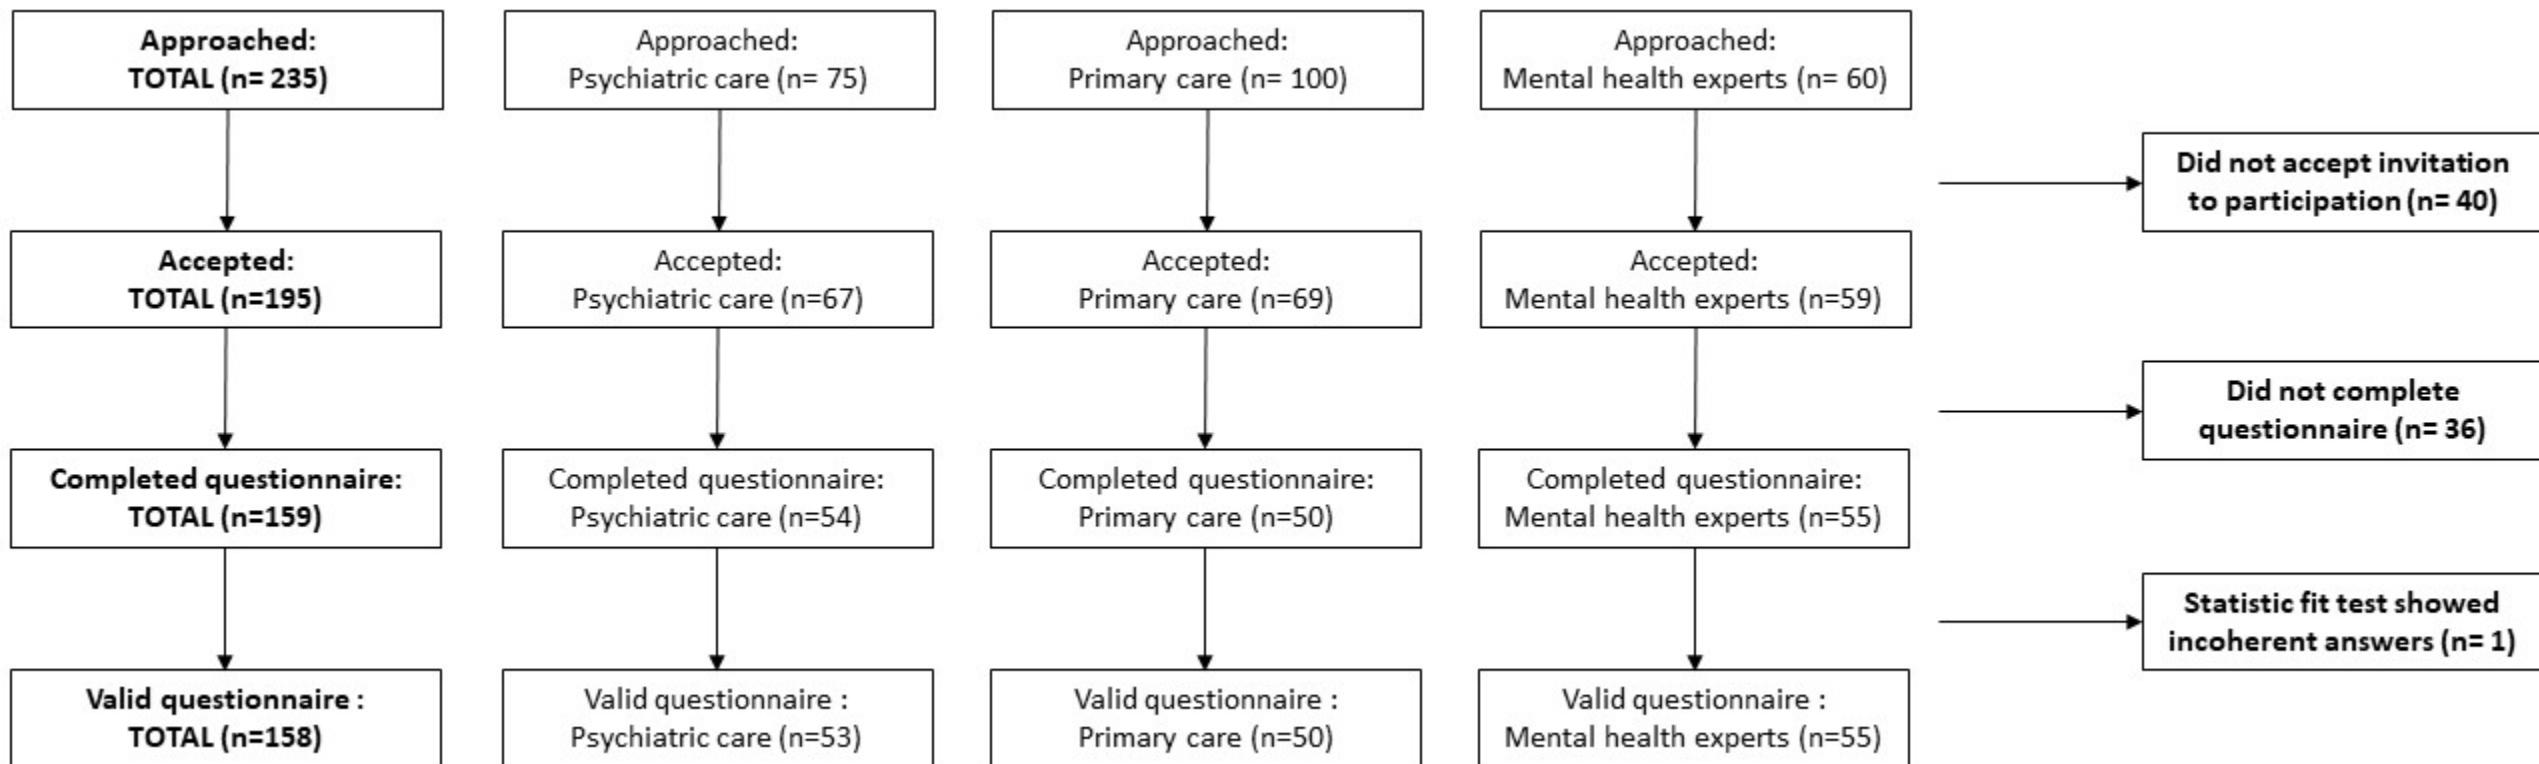 Approached:
TOTAL (n= 235)
Approached:
Psychiatric care (n= 75)
Approached:
Primary care (n= 100)
Approached:
Mental health experts (n= 60)
Did not accept invitation
to participation (n= 40)
Accepted:
TOTAL (n=195)
Accepted:
Psychiatric care (n=67)
Accepted:
Primary care (n=69)
Accepted:
Mental health experts (n=59)
Did not complete
questionnaire (n= 36)
Completed questionnaire:
TOTAL (n=159)
Completed questionnaire:
Psychiatric care (n=54)
Completed questionnaire:
Primary care (n=50)
Completed questionnaire:
Mental health experts (n=55)
Statistic fit test showed
incoherent answers (n= 1)
Valid questionnaire :
TOTAL (n=158)
Valid questionnaire :
Psychiatric care (n=53)
Valid questionnaire :
Primary care (n=50)
Valid questionnaire :
Mental health experts (n=55)